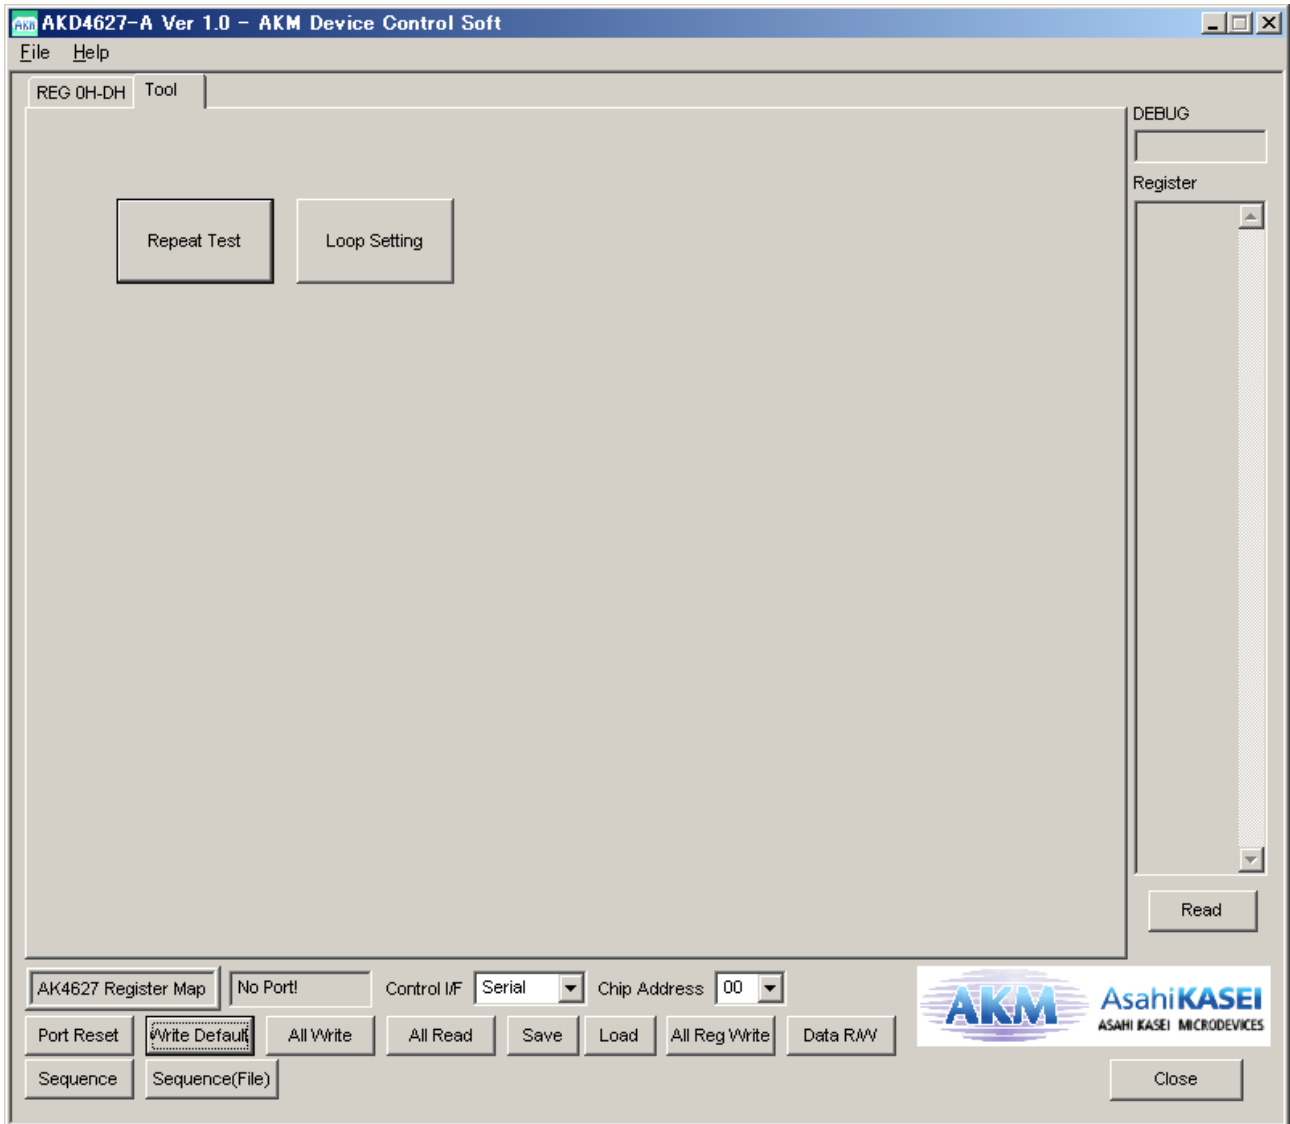 AKM AKD4627-A Ver 1.0 - AKM Device Control Soft
File Help
REG 0H-DH Tool
DEBUG
Register
Repeat Test Loop Setting
Read
AK4627 Register Map No Port! Control I/F Serial Chip Address 00
Port Reset Write Default All Write All Read Save Load All Reg Write Data R/W
Sequence Sequence(File)
AKM AsahiKASEI
ASAHI KASEI MICRODEVICES
Close